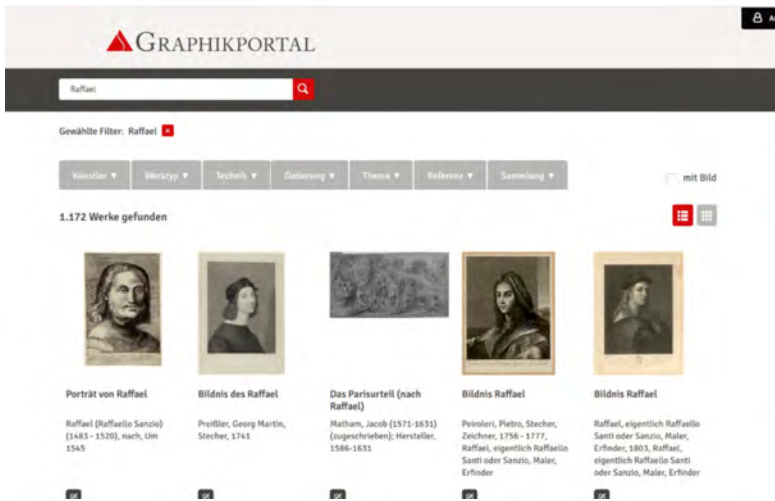 GRAPHIKPORTAL
Raffael
Gewählte Filter: Raffael ×
Künstler ▼ Werktyp ▼ Technik ▼ Datierung ▼ Thema ▼ Referenz ▼ Sammlung ▼ mit Bild
1.172 Werke gefunden
Porträt von Raffael
Raffael (Raffaello Sanzio)
(1483 - 1520), nach, Um
1545
Bildnis des Raffael
Preißler, Georg Martin,
Stecher, 1741
Das Parisurteil (nach
Raffael)
Matham, Jacob (1571-1631)
(zugeschrieben); Hersteller,
1586-1631
Bildnis Raffael
Peiroleri, Pietro, Stecher,
Zeichner, 1756 - 1777,
Raffael, eigentlich Raffaello
Santi oder Sanzio, Maler,
Erfinder
Bildnis Raffael
Raffael, eigentlich Raffaello
Santi oder Sanzio, Maler,
Erfinder, 1803, Raffael,
eigentlich Raffaello Santi
oder Sanzio, Maler, Erfinder